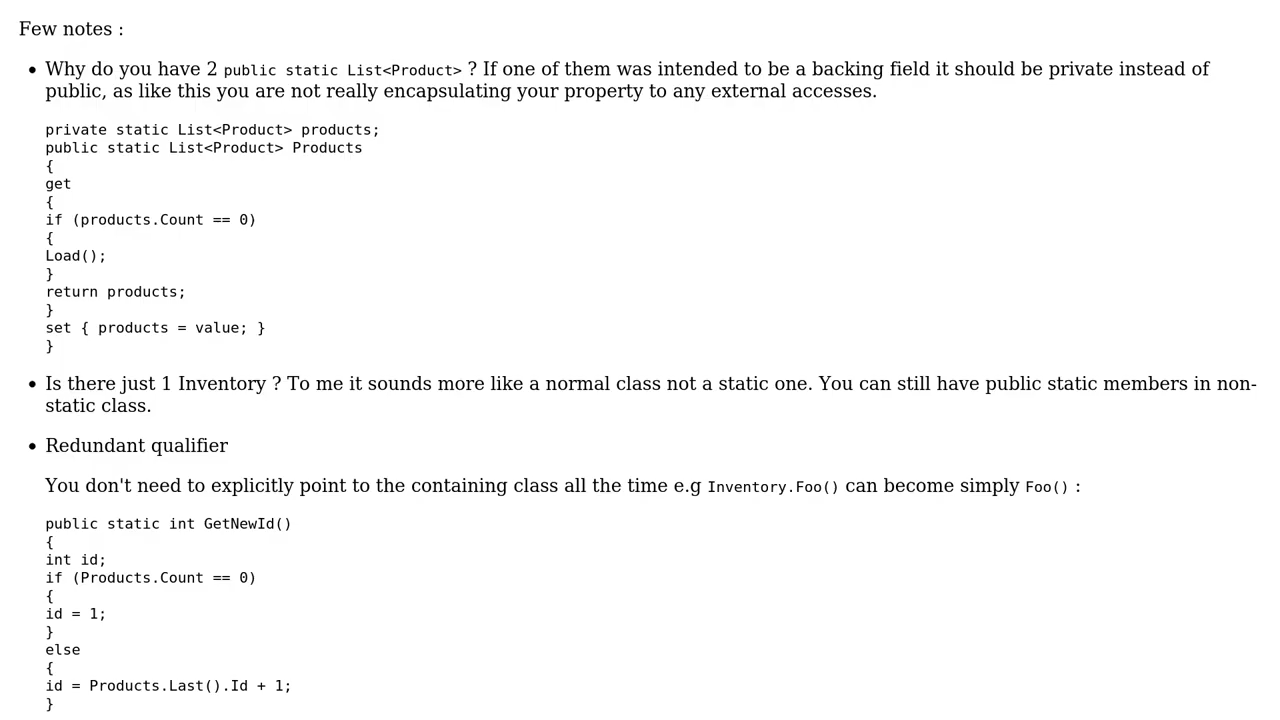 Few notes :
• Why do you have 2 public static List<Product> ? If one of them was intended to be a backing field it should be private instead of
public, as like this you are not really encapsulating your property to any external accesses.
private static List<Product> products;
public static List<Product> Products
{
get
{
if (products.Count == 0)
{
Load();
}
return products;
}
set { products = value; }
}
• Is there just 1 Inventory ? To me it sounds more like a normal class not a static one. You can still have public static members in non-
static class.
• Redundant qualifier
You don't need to explicitly point to the containing class all the time e.g Inventory.Foo() can become simply Foo() :
public static int GetNewId()
{
int id;
if (Products.Count == 0)
{
id = 1;
}
else
{
id = Products.Last().Id + 1;
}